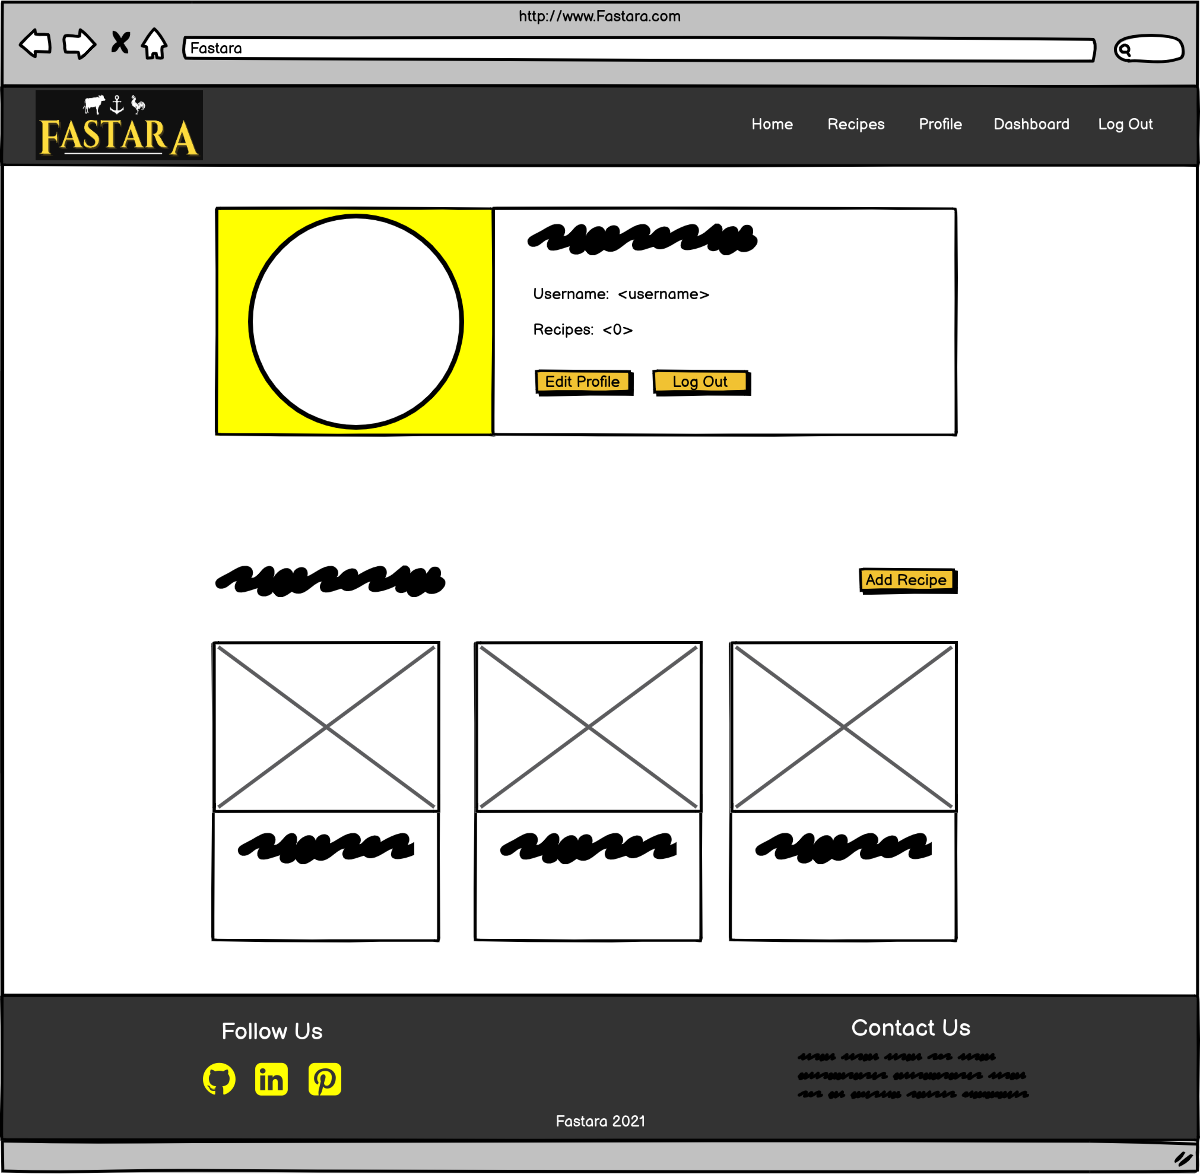 http://www.Fastara.com
Fastara
FASTARA
Home Recipes Profile Dashboard Log Out
Username: <username>
Recipes: <0>
Edit Profile Log Out
Add Recipe
Follow Us
Contact Us
in
Fastara 2021